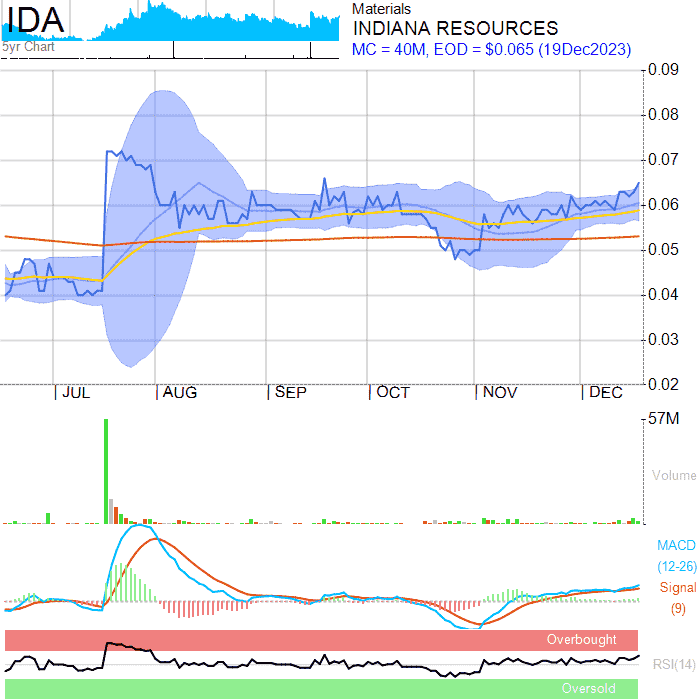 IDA
5yr Chart
Materials
INDIANA RESOURCES
MC = 40M, EOD = $0.065 (19Dec2023)
0.09
0.08
0.07
0.06
0.05
0.04
0.03
0.02
JUL AUG SEP OCT NOV DEC
57M
Volume
MACD
(12-26)
Signal
(9)
Overbought
RSI(14)
Oversold